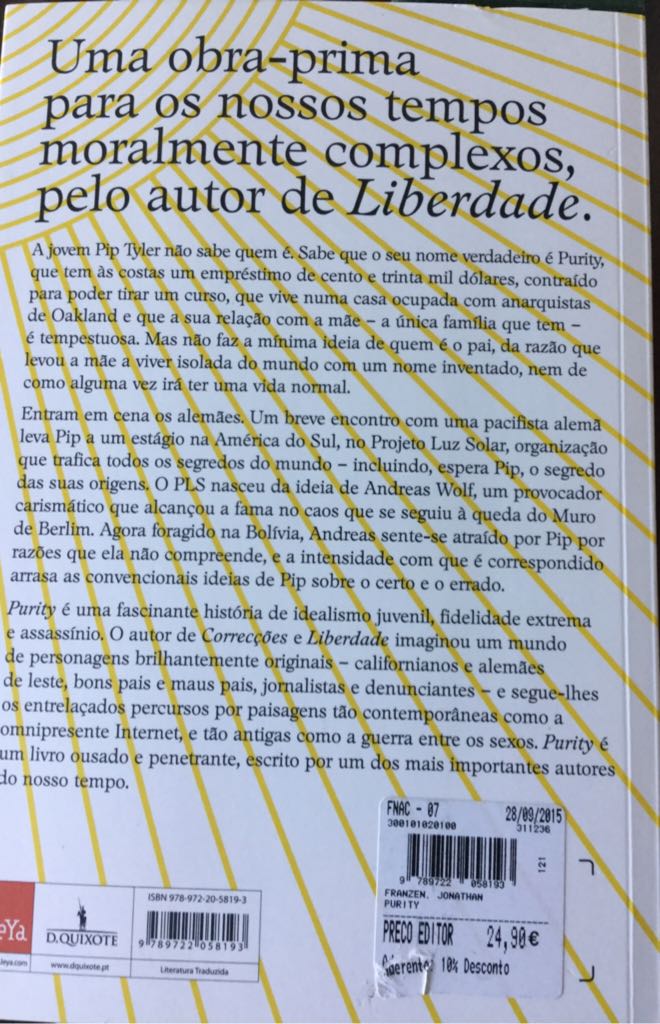 Uma obra-prima
para os nossos tempos
moralmente complexos,
pelo autor de Liberdade.
A jovem Pip Tyler não sabe quem é. Sabe que o seu nome verdadeiro é Purity,
que tem às costas um empréstimo de cento e trinta mil dólares, contraído
para poder tirar um curso, que vive numa casa ocupada com anarquistas
de Oakland e que a sua relação com a mãe – a única família que tem –
é tempestuosa. Mas não faz a mínima ideia de quem é o pai, da razão que
levou a mãe a viver isolada do mundo com um nome inventado, nem de
como alguma vez irá ter uma vida normal.
Entram em cena os alemães. Um breve encontro com uma pacifista alemã
leva Pip a um estágio na América do Sul, no Projeto Luz Solar, organização
que trafica todos os segredos do mundo – incluindo, espera Pip, o segredo
das suas origens. O PLS nasceu da ideia de Andreas Wolf, um provocador
carismático que alcançou a fama no caos que se seguiu à queda do Muro
de Berlim. Agora foragido na Bolívia, Andreas sente-se atraído por Pip por
razões que ela não compreende, e a intensidade com que é correspondido
arrasa as convencionais ideias de Pip sobre o certo e o errado.
Purity é uma fascinante história de idealismo juvenil, fidelidade extrema
e assassínio. O autor de Correcções e Liberdade imaginou um mundo
de personagens brilhantemente originais – californianos e alemães
de leste, bons pais e maus pais, jornalistas e denunciantes – e segue-lhes
os entrelaçados percursos por paisagens tão contemporâneas como a
omnipresente Internet, e tão antigas como a guerra entre os sexos. Purity é
um livro ousado e penetrante, escrito por um dos mais importantes autores
do nosso tempo.
FNAC - 07 28/09/2015
300101020100 311236
121
9 789722 058193
FRANZEN, JONATHAN
PURITY
PRECO EDITOR 24,90€
Aderente: 10% Desconto
eYa
leya.com
D.QUIXOTE
www.dquixote.pt
ISBN 978-972-20-5819-3
9 789722 058193
Literatura Traduzida